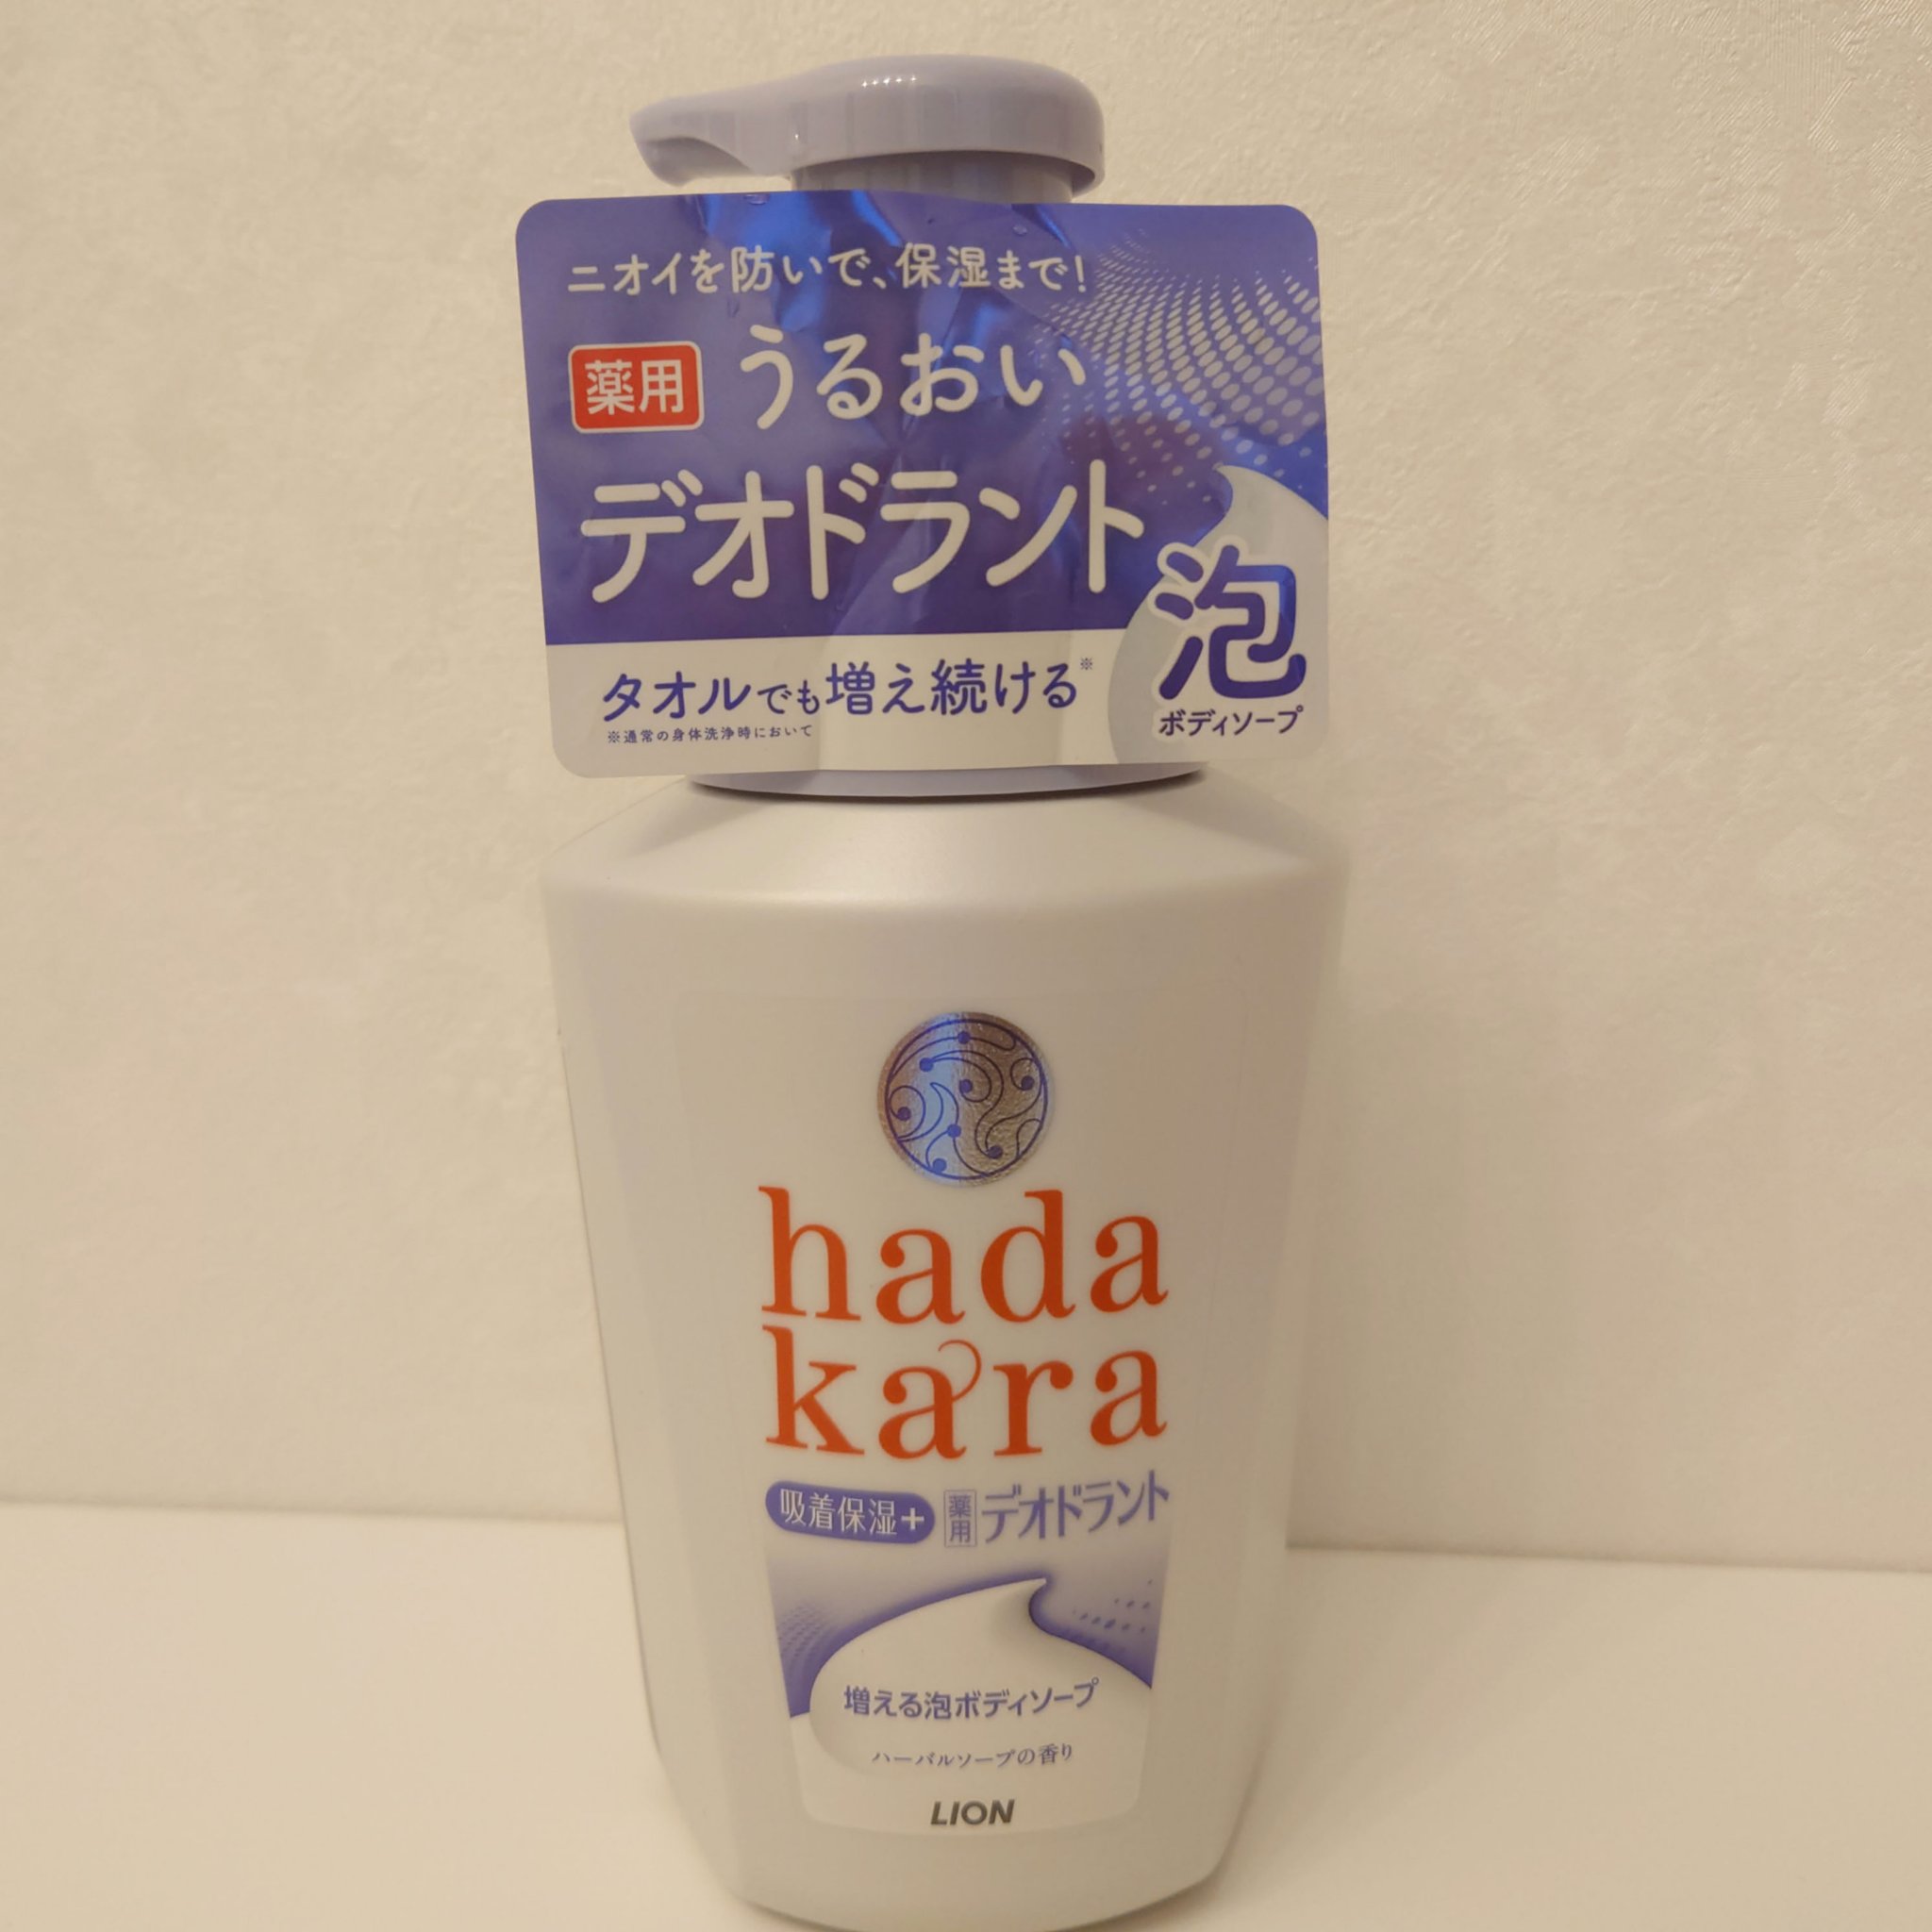 ニオイを防いで、保湿まで!
薬用 うるおい
デオドラント
泡
ボディソープ
タオルでも増え続ける※
※通常の身体洗浄時において
hada
kara
吸着保湿+ 薬用 デオドラント
増える泡ボディソープ
ハーバルソープの香り
LION